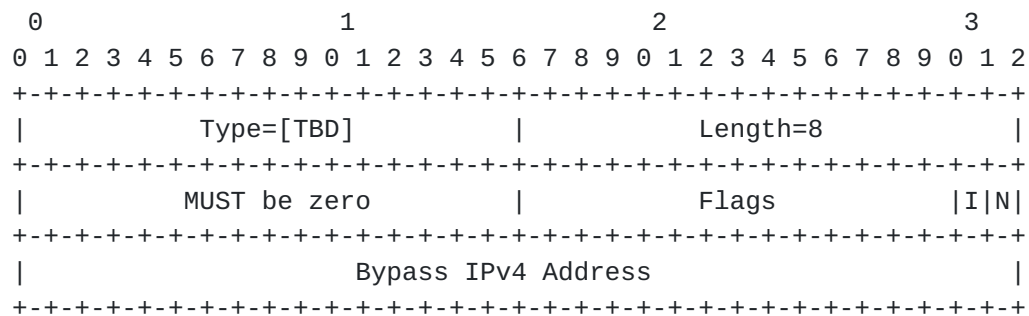 0                   1                   2                   3
0 1 2 3 4 5 6 7 8 9 0 1 2 3 4 5 6 7 8 9 0 1 2 3 4 5 6 7 8 9 0 1 2
+-+-+-+-+-+-+-+-+-+-+-+-+-+-+-+-+-+-+-+-+-+-+-+-+-+-+-+-+-+-+-+-+
|           Type=[TBD]          |           Length=8            |
+-+-+-+-+-+-+-+-+-+-+-+-+-+-+-+-+-+-+-+-+-+-+-+-+-+-+-+-+-+-+-+-+
|          MUST be zero         |           Flags           |I|N|
+-+-+-+-+-+-+-+-+-+-+-+-+-+-+-+-+-+-+-+-+-+-+-+-+-+-+-+-+-+-+-+-+
|                     Bypass IPv4 Address                       |
+-+-+-+-+-+-+-+-+-+-+-+-+-+-+-+-+-+-+-+-+-+-+-+-+-+-+-+-+-+-+-+-+